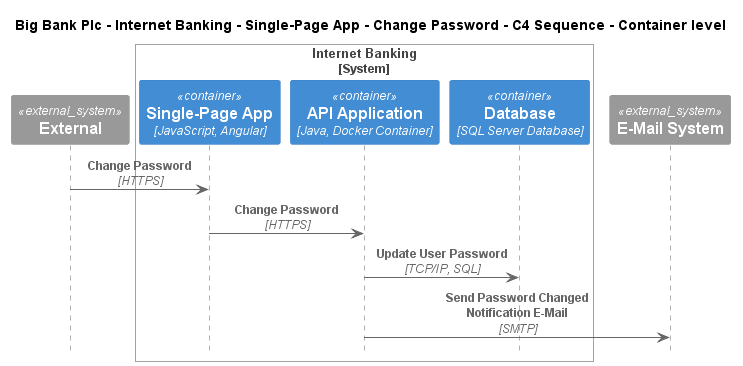 Big Bank Plc - Internet Banking - Single-Page App - Change Password - C4 Sequence - Container level
Internet Banking
[System]
«external_system»
External
«container»
Single-Page App
[JavaScript, Angular]
«container»
API Application
[Java, Docker Container]
«container»
Database
[SQL Server Database]
«external_system»
E-Mail System
Change Password
[HTTPS]
Change Password
[HTTPS]
Update User Password
[TCP/IP, SQL]
Send Password Changed
Notification E-Mail
[SMTP]